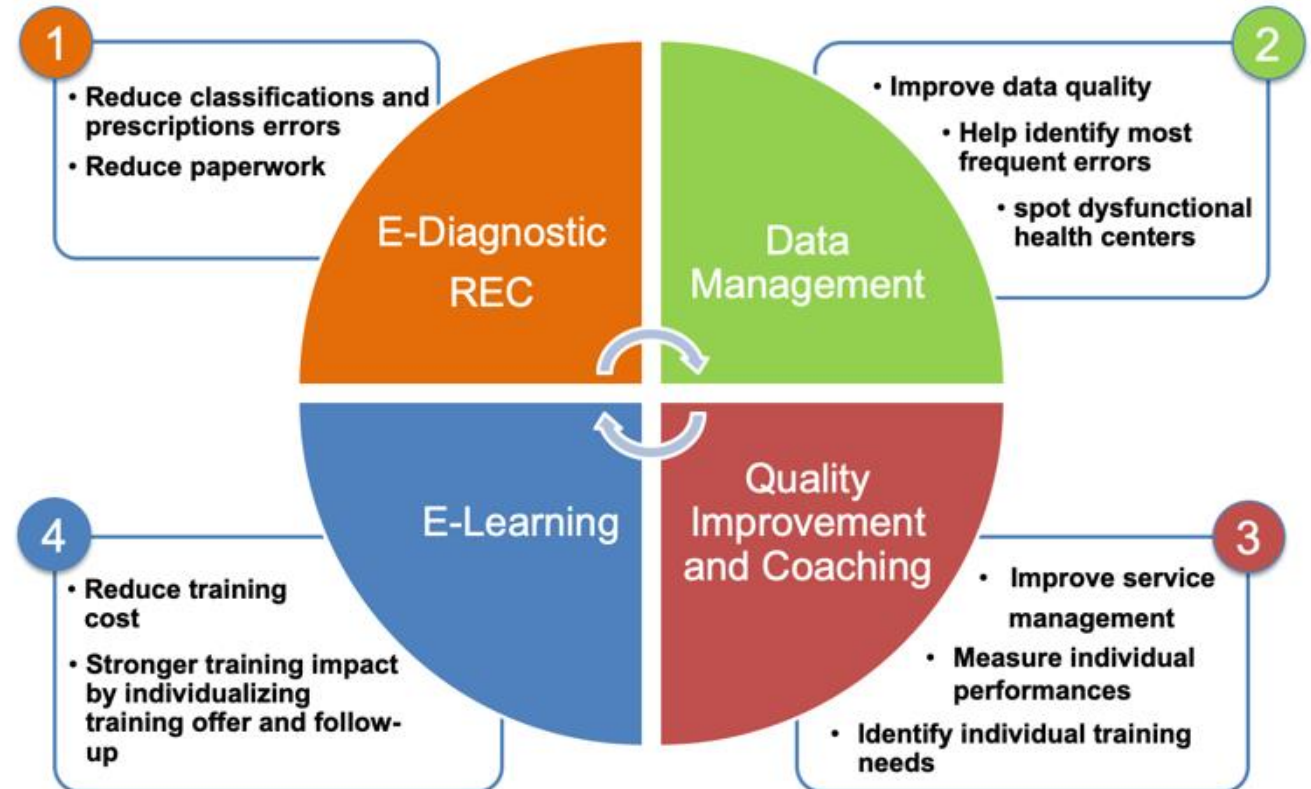 1
• Reduce classifications and
prescriptions errors
• Reduce paperwork
E-Diagnostic
REC
2
• Improve data quality
• Help identify most
frequent errors
• spot dysfunctional
health centers
Data
Management
3
• Improve service
management
• Measure individual
performances
• Identify individual training
needs
Quality
Improvement
and Coaching
4
• Reduce training
cost
• Stronger training impact
by individualizing
training offer and follow-
up
E-Learning